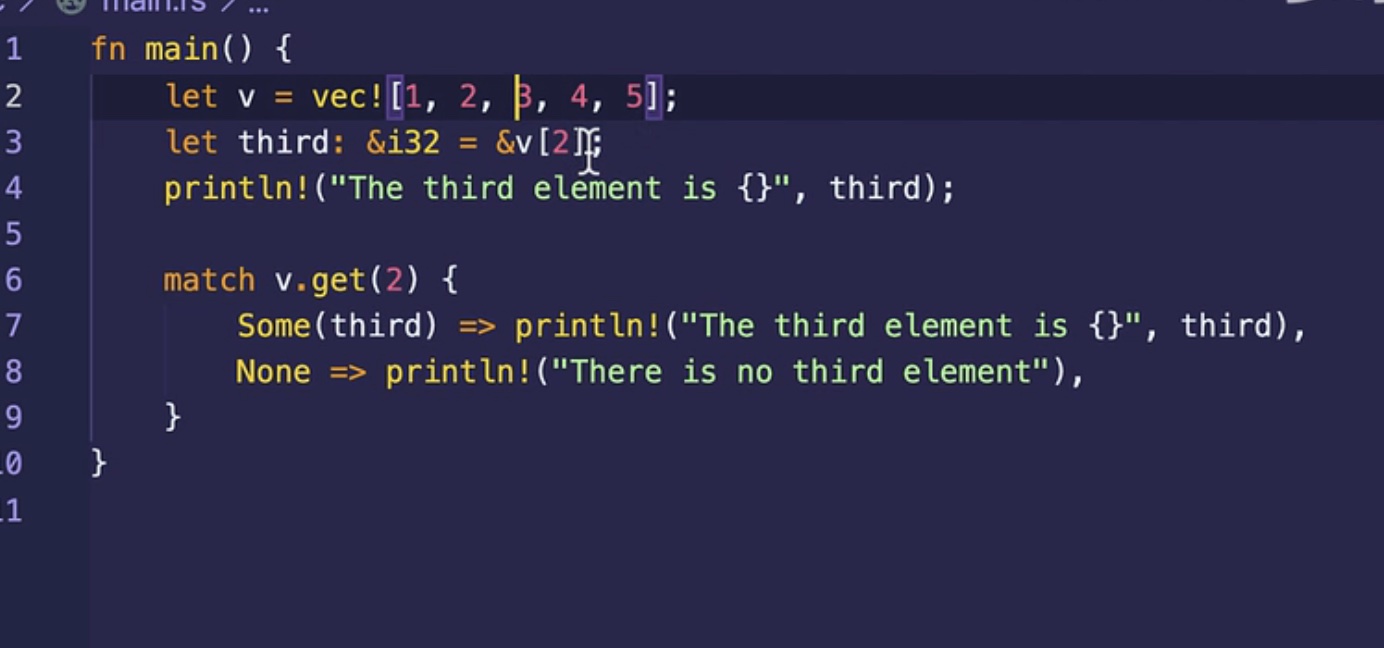 main.rs > ...
1 fn main() {
2     let v = vec![1, 2, 3, 4, 5];
3     let third: &i32 = &v[2];
4     println!("The third element is {}", third);
5
6     match v.get(2) {
7         Some(third) => println!("The third element is {}", third),
8         None => println!("There is no third element"),
9     }
10 }
11